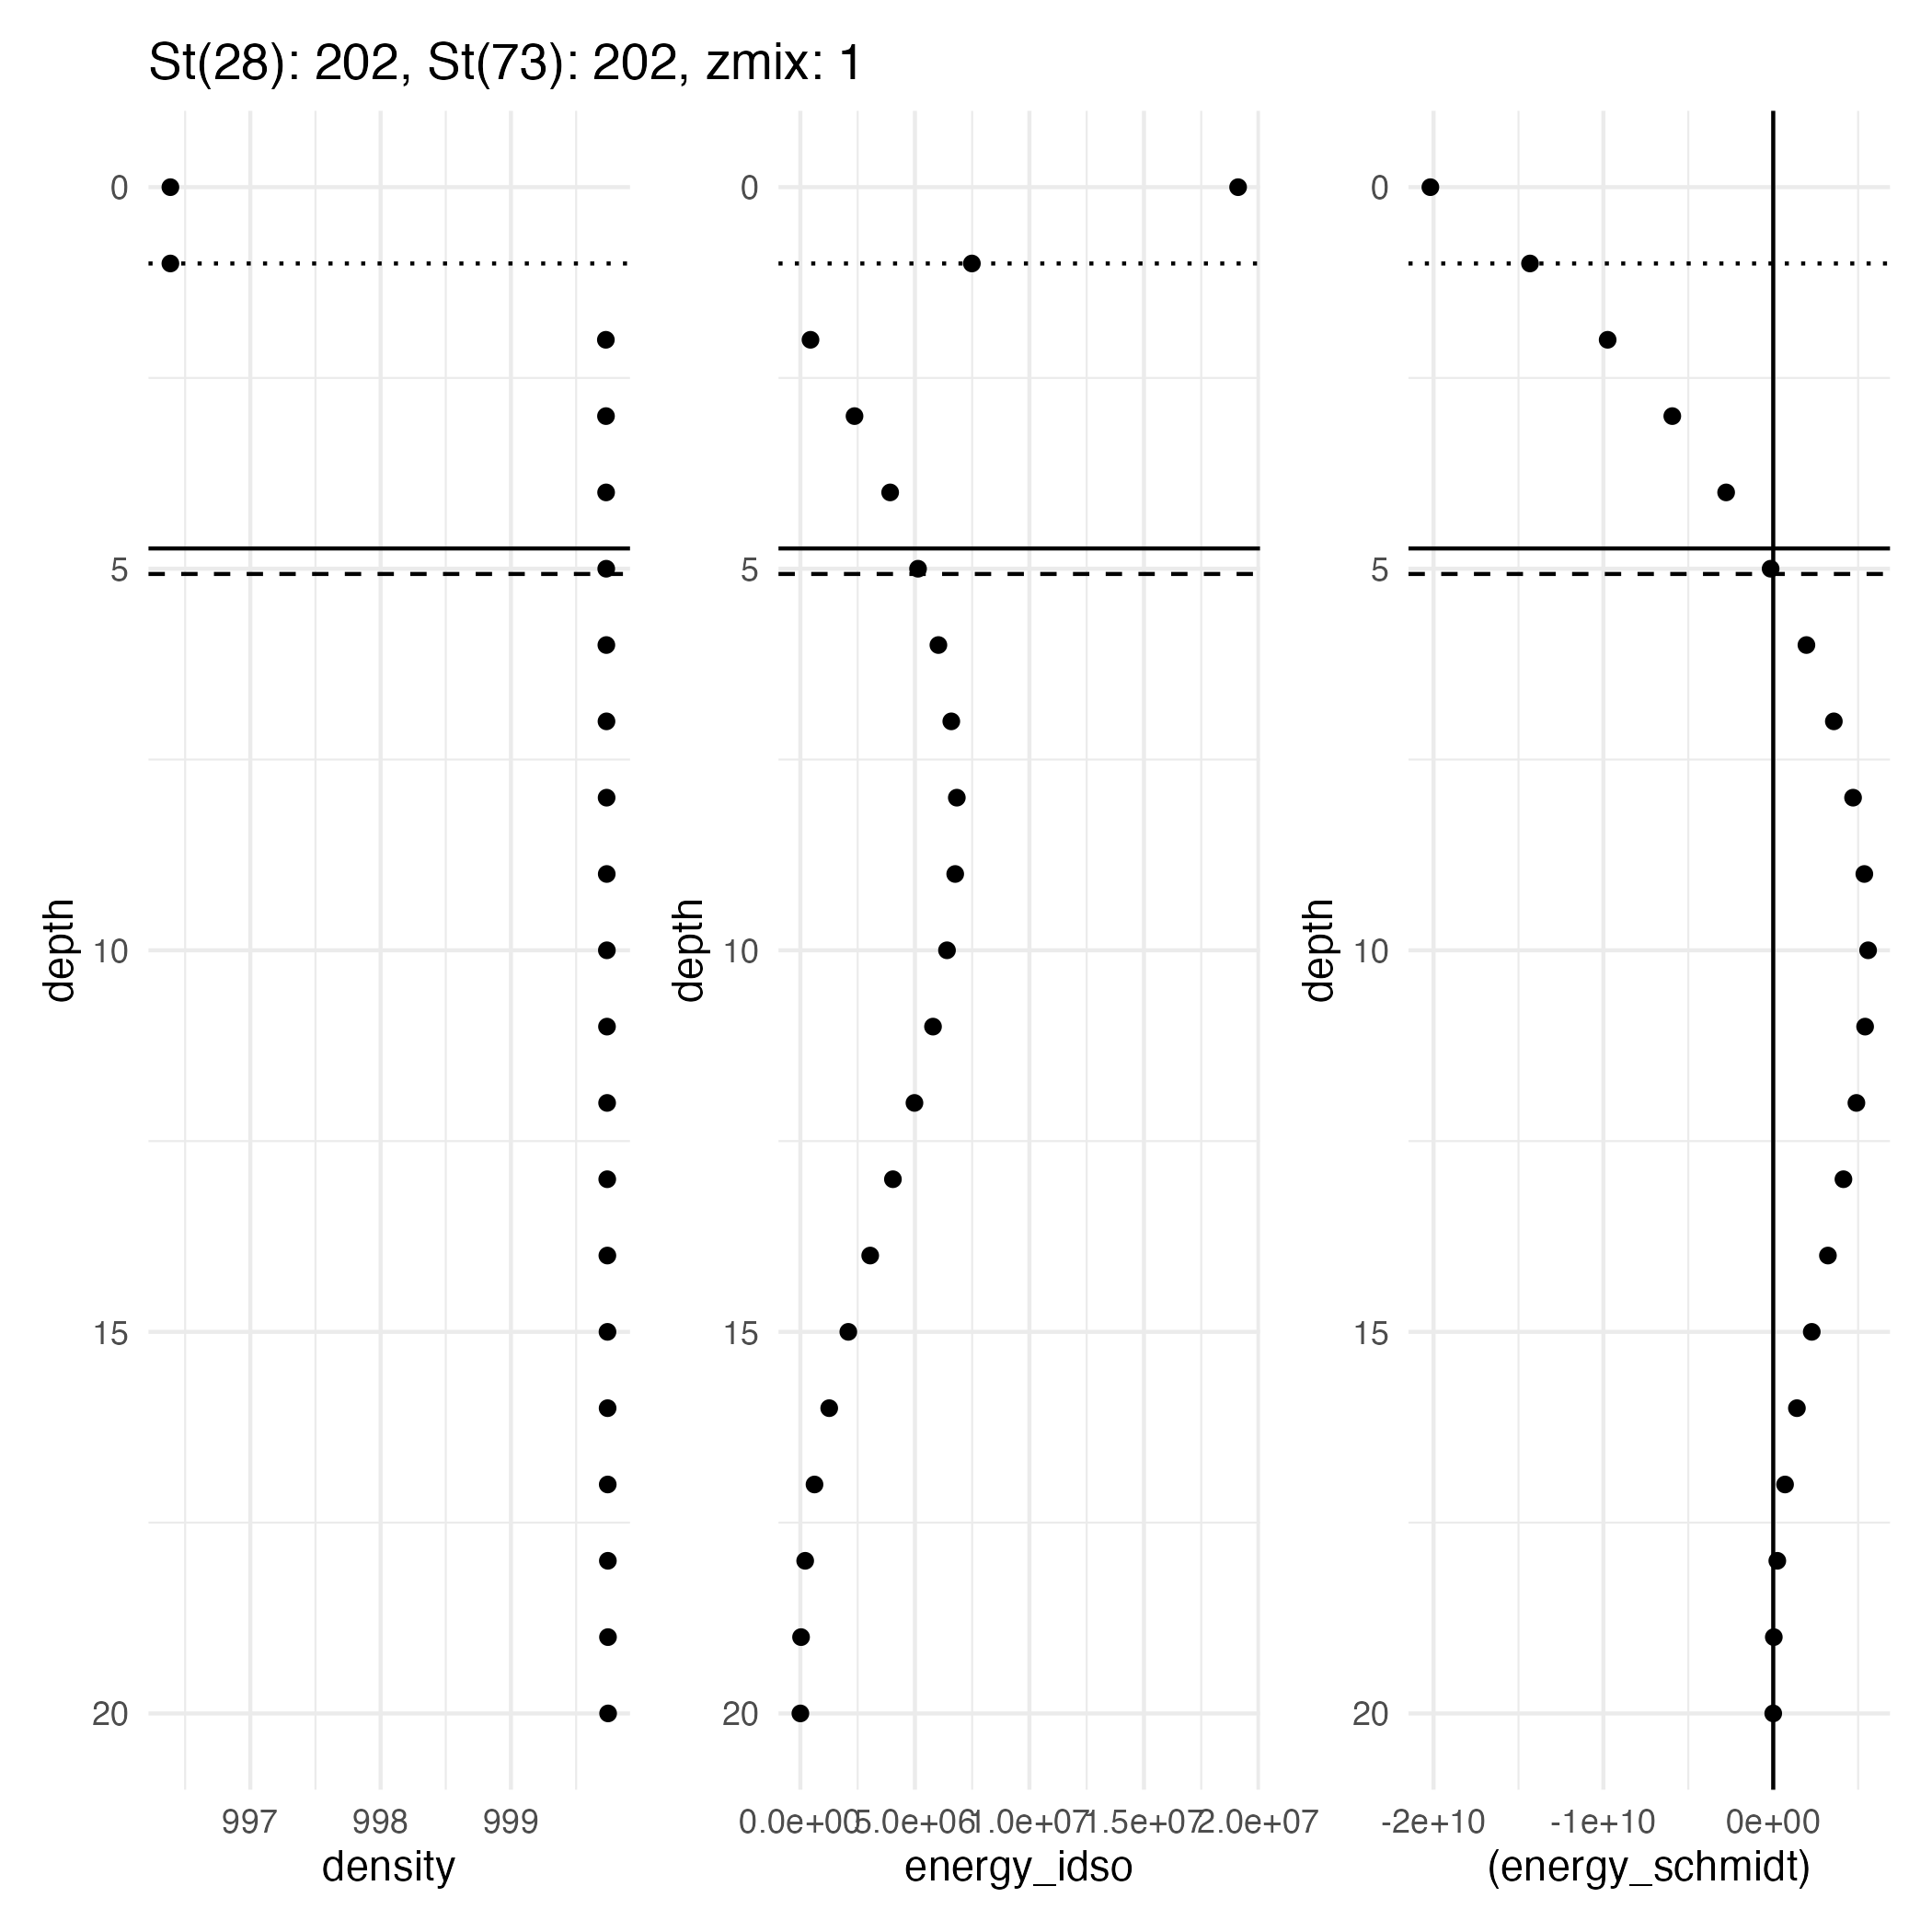 St(28): 202, St(73): 202, zmix: 1
depth
0
5
10
15
20
997 998 999
density
depth
0
5
10
15
20
0.0e+00 5.0e+06 1.0e+07 1.5e+07 2.0e+07
energy_idso
depth
0
5
10
15
20
-2e+10 -1e+10 0e+00
(energy_schmidt)